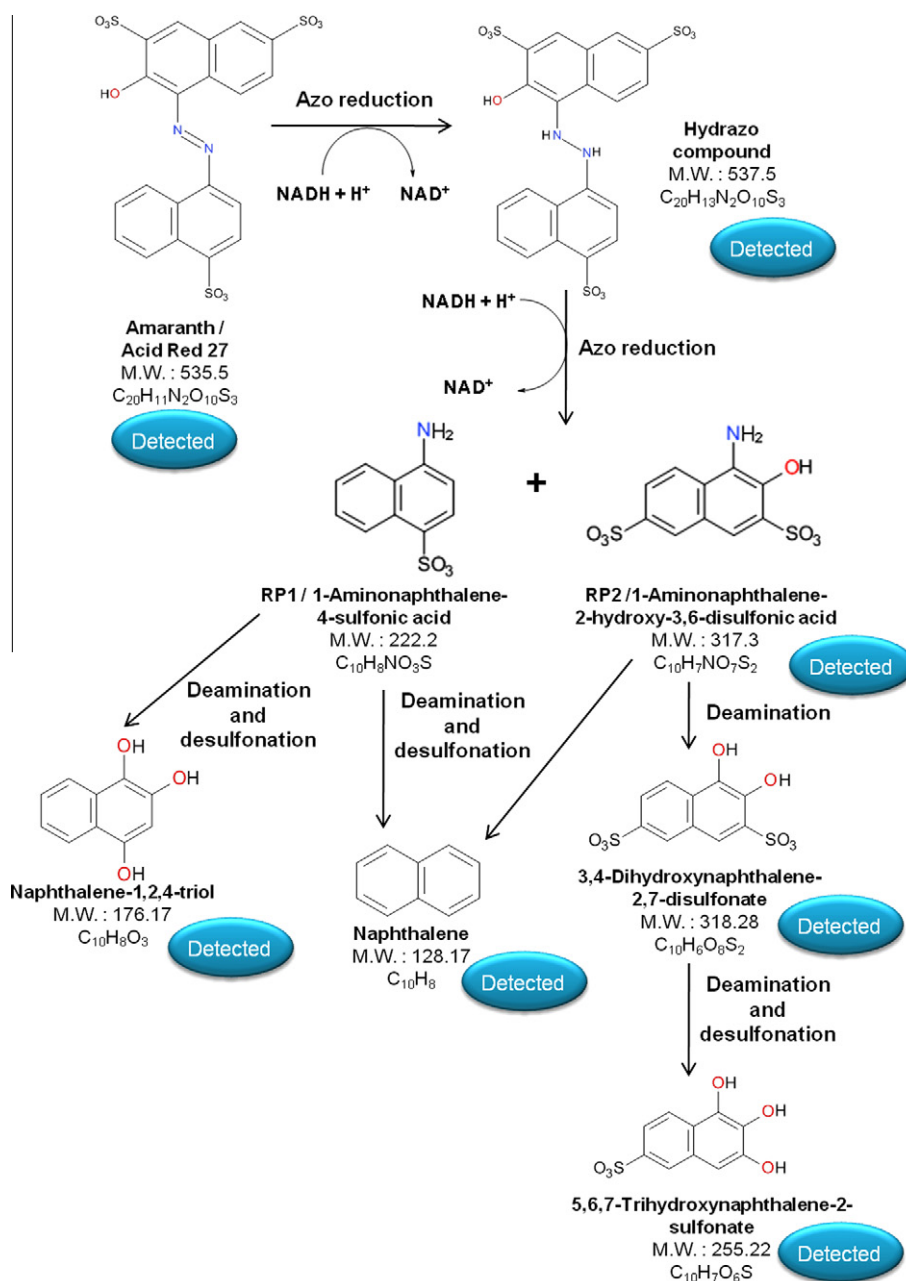 SO₃
SO₃
HO
N
N
SO₃
Azo reduction
NADH + H⁺
NAD⁺
SO₃
SO₃
HO
HN
NH
SO₃
Hydrazo
compound
M.W. : 537.5
C₂₀H₁₃N₂O₁₀S₃
Detected
Amaranth /
Acid Red 27
M.W. : 535.5
C₂₀H₁₁N₂O₁₀S₃
Detected
NADH + H⁺
NAD⁺
Azo reduction
NH₂
SO₃
+
NH₂
OH
O₃S
SO₃
RP1 / 1-Aminonaphthalene-
4-sulfonic acid
M.W. : 222.2
C₁₀H₈NO₃S
RP2 /1-Aminonaphthalene-
2-hydroxy-3,6-disulfonic acid
M.W. : 317.3
C₁₀H₇NO₇S₂
Detected
Deamination
and
desulfonation
Deamination
and
desulfonation
Deamination
OH
OH
OH
Naphthalene-1,2,4-triol
M.W. : 176.17
C₁₀H₈O₃
Detected
Naphthalene
M.W. : 128.17
C₁₀H₈
Detected
OH
OH
O₃S
SO₃
3,4-Dihydroxynaphthalene-
2,7-disulfonate
M.W. : 318.28
C₁₀H₆O₈S₂
Detected
Deamination
and
desulfonation
OH
OH
OH
O₃S
5,6,7-Trihydroxynaphthalene-2-
sulfonate
M.W. : 255.22
C₁₀H₇O₆S
Detected